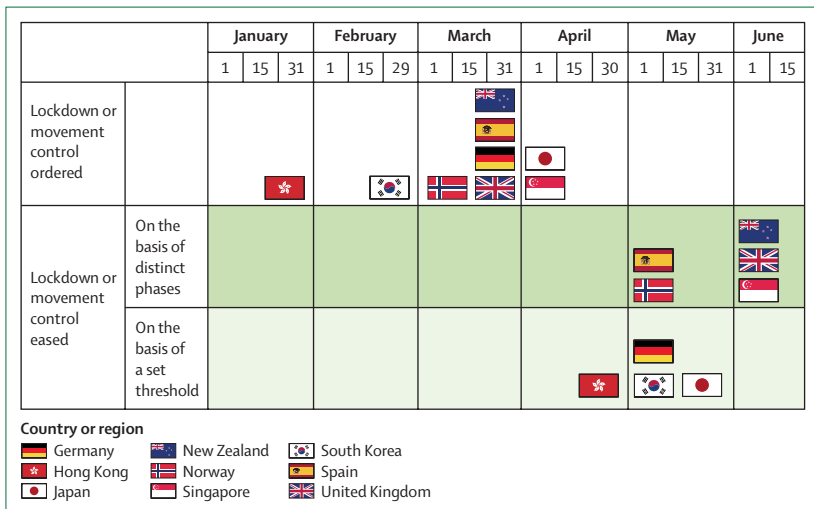 January February March April May June
1 15 31 1 15 29 1 15 31 1 15 30 1 15 31 1 15
Lockdown or
movement
control
ordered
Lockdown or
movement
control
eased
On the
basis of
distinct
phases
On the
basis of
a set
threshold
Country or region
Germany New Zealand South Korea
Hong Kong Norway Spain
Japan Singapore United Kingdom